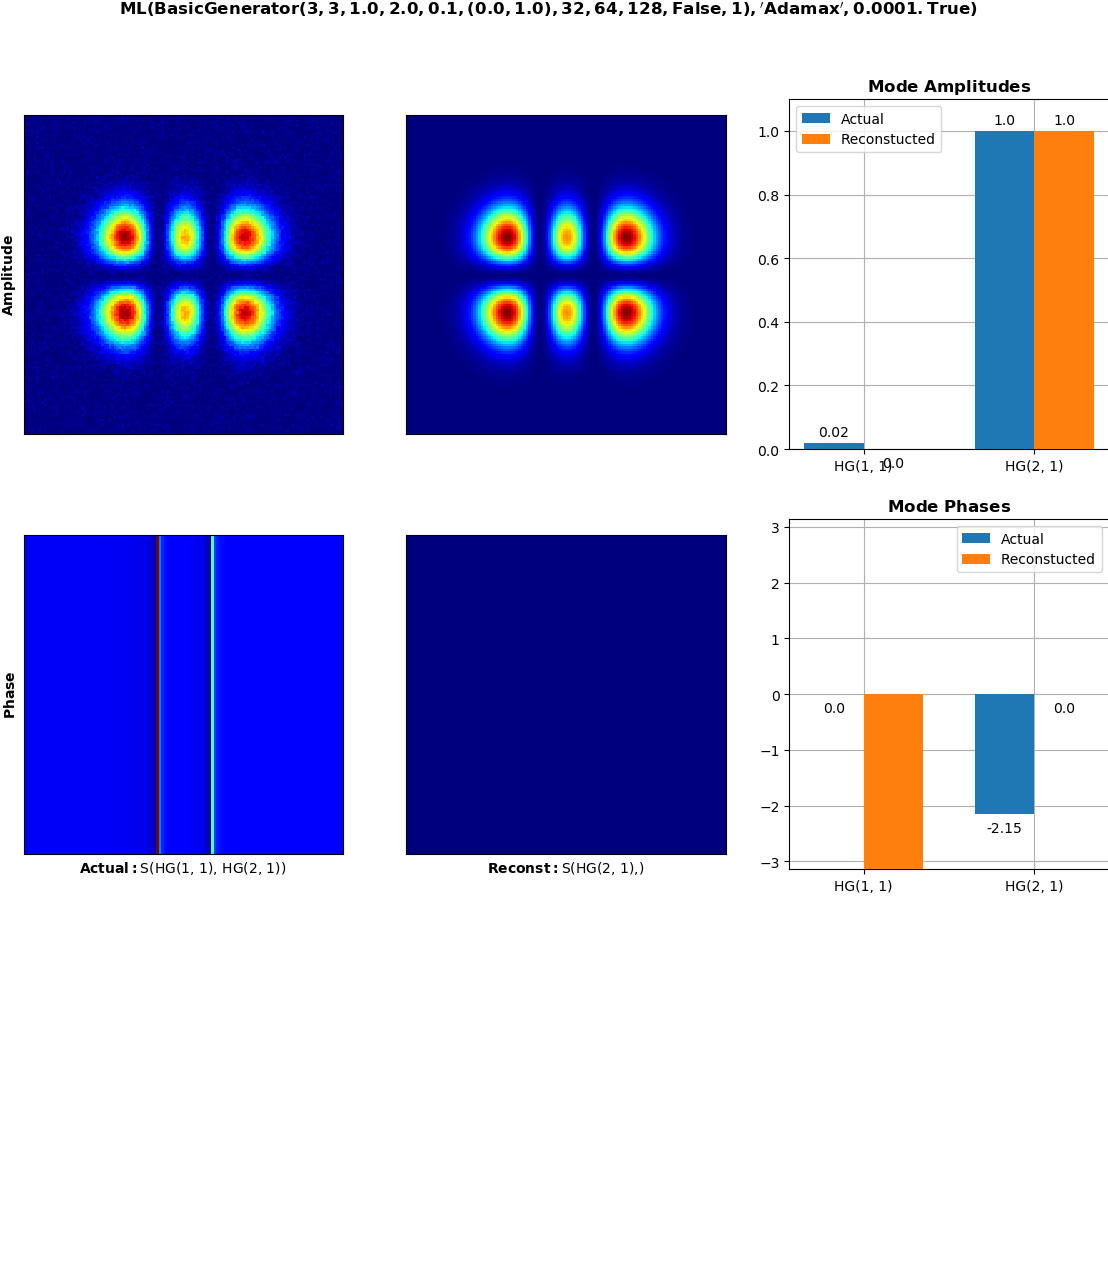 ML(BasicGenerator(3, 3, 1.0, 2.0, 0.1, (0.0, 1.0), 32, 64, 128, False, 1), ′Adamax′, 0.0001. True)
Mode Amplitudes
Actual
Reconstucted
1.0
1.0
1.0
0.8
0.6
0.4
0.2
0.0
0.02
0.0
HG(1, 1)
HG(2, 1)
Amplitude
Mode Phases
Actual
Reconstucted
3
2
1
0
−1
−2
−3
0.0
-2.15
0.0
HG(1, 1)
HG(2, 1)
Phase
Actual: S(HG(1, 1), HG(2, 1))
Reconst: S(HG(2, 1),)